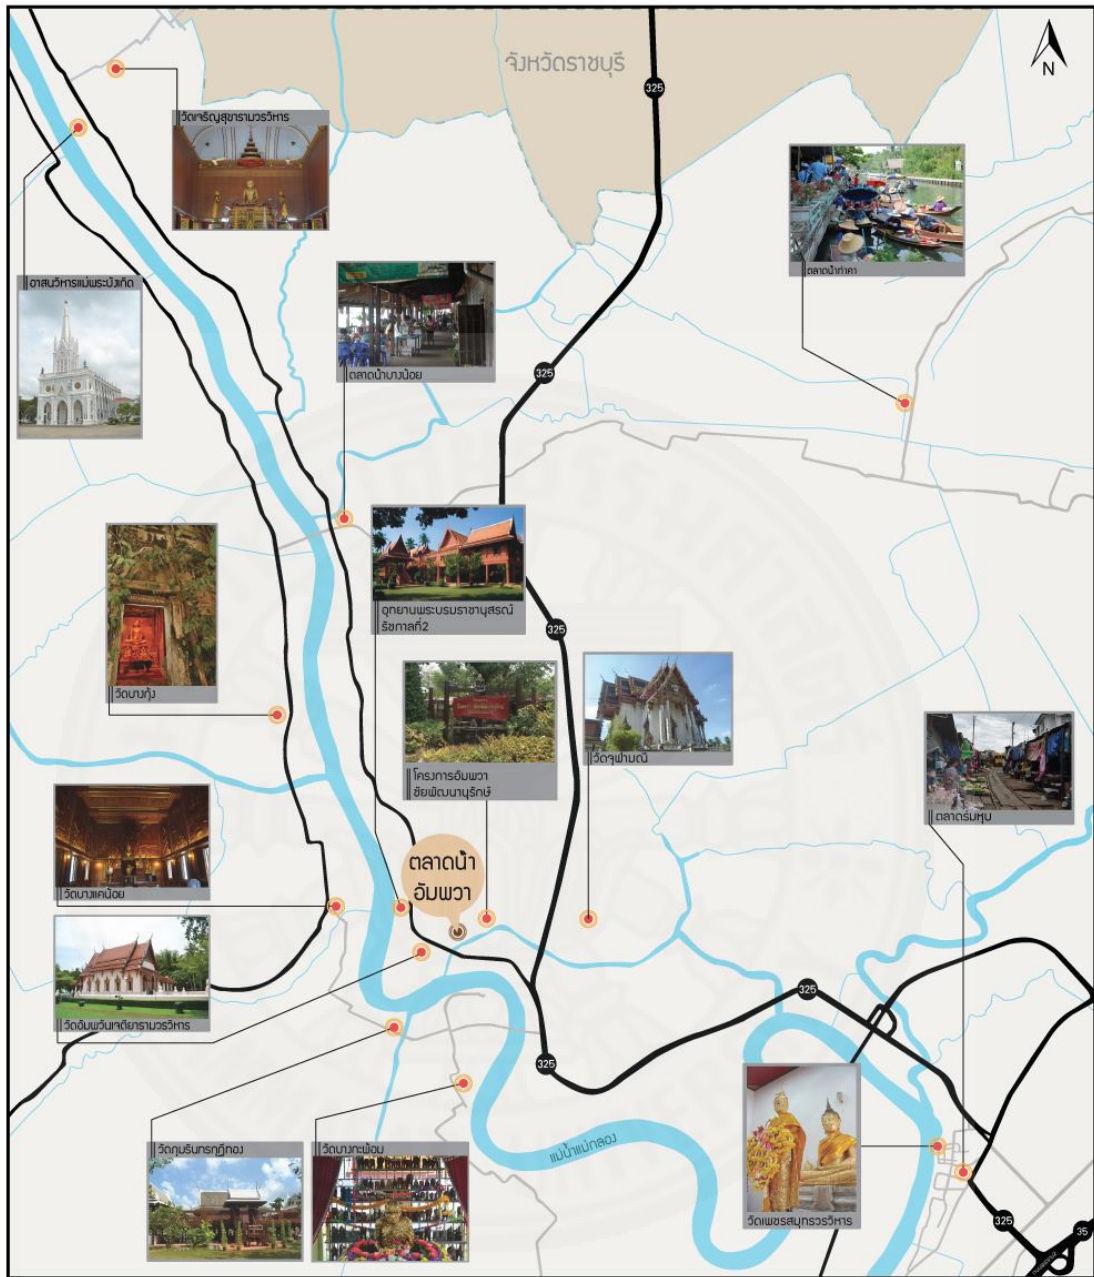 จังหวัดราชบุรี
325
N
วัดเจริญสุขารามวรวิหาร
ตลาดน้ำท่าคา
อาสนวิหารแม่พระบังเกิด
ตลาดน้ำบางน้อย
325
อุทยานพระบรมราชานุสรณ์
รัชกาลที่2
325
วัดบางกุ้ง
วัดจุฬามณี
โครงการอัมพวา
ชัยพัฒนานุรักษ์
ตลาดร่มหุบ
ตลาดน้ำ
อัมพวา
วัดบางแคน้อย
325
วัดอัมพวันเจติยารามวรวิหาร
325
แม่น้ำแม่กลอง
วัดภุมรินทร์กุฎีทอง
วัดบางกะพ้อม
วัดเพชรสมุทรวรวิหาร
325
35